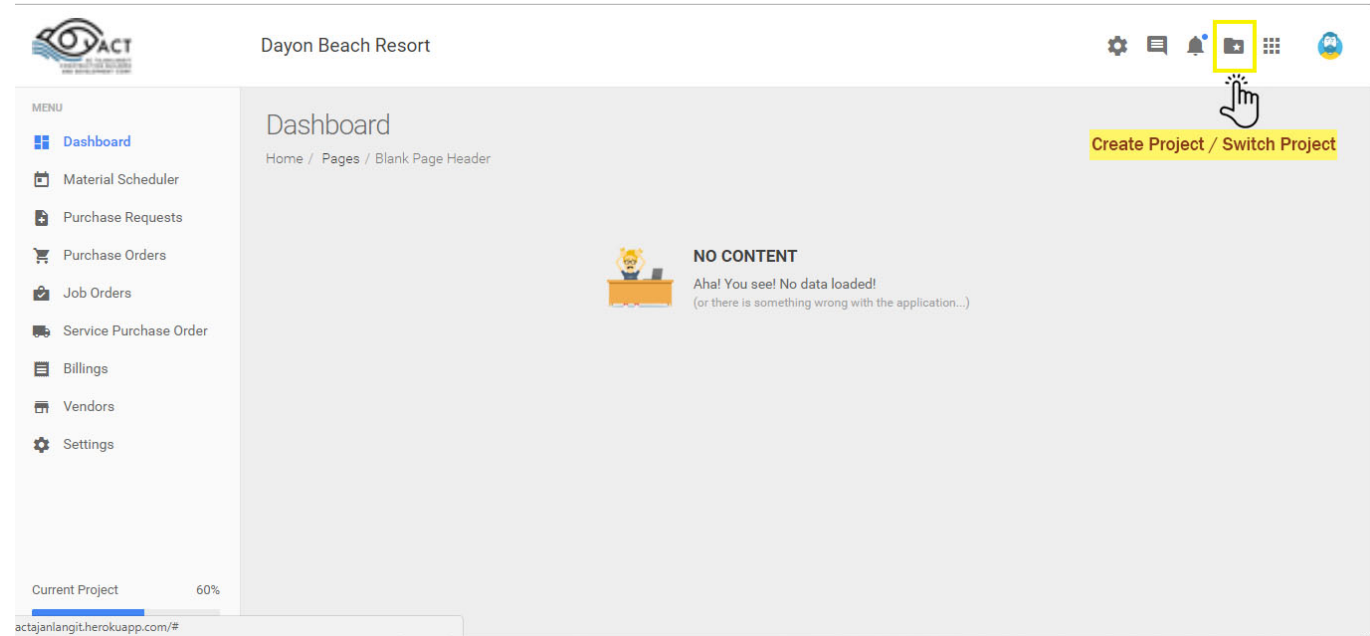 ACT
Dayon Beach Resort
MENU
Dashboard
Material Scheduler
Purchase Requests
Purchase Orders
Job Orders
Service Purchase Order
Billings
Vendors
Settings
Current Project 60%
Dashboard
Home / Pages / Blank Page Header
Create Project / Switch Project
NO CONTENT
Aha! You see! No data loaded!
(or there is something wrong with the application...)
actajanlangit.herokuapp.com/#